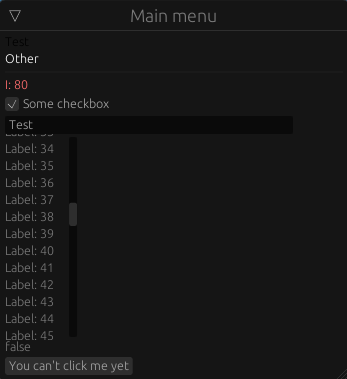 Main menu
Test
Other
I: 80
Some checkbox
Test
Label: 33
Label: 34
Label: 35
Label: 36
Label: 37
Label: 38
Label: 39
Label: 40
Label: 41
Label: 42
Label: 43
Label: 44
Label: 45
false
You can't click me yet